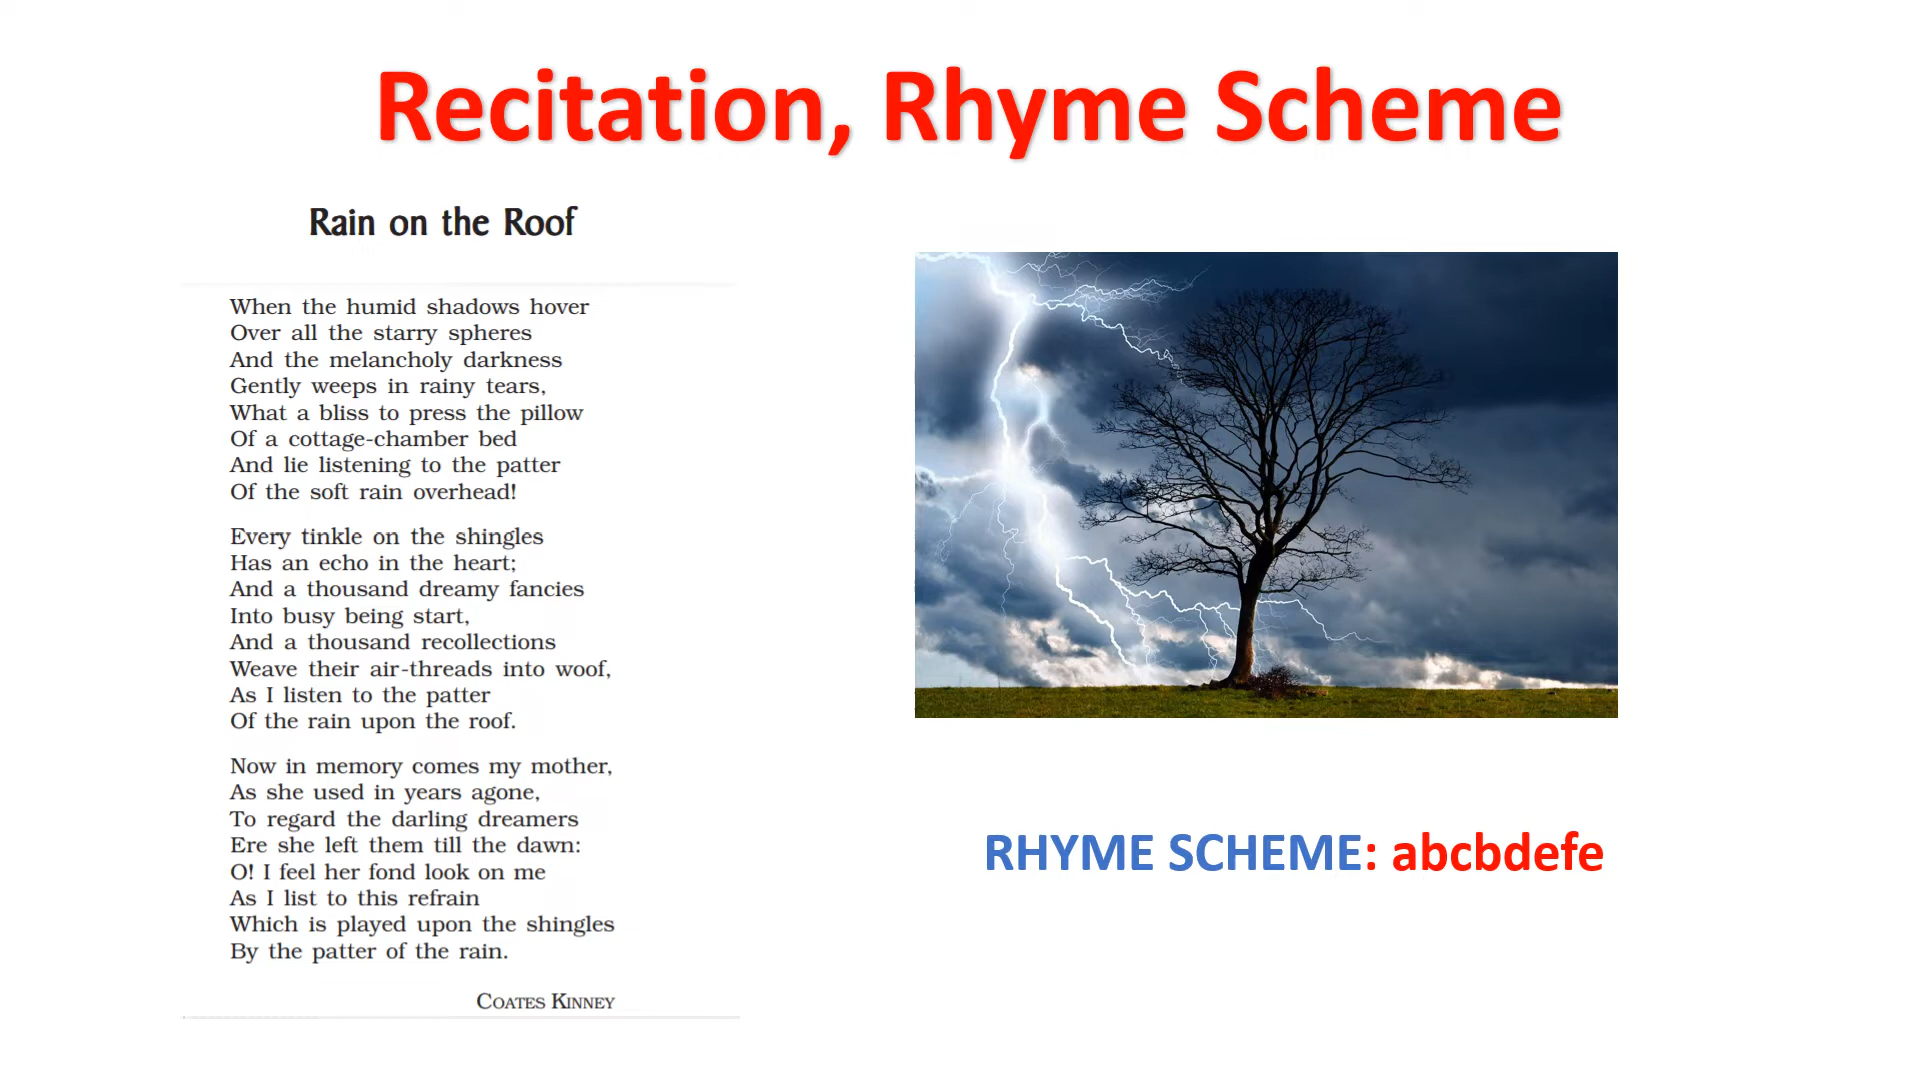 Recitation, Rhyme Scheme
Rain on the Roof
When the humid shadows hover
Over all the starry spheres
And the melancholy darkness
Gently weeps in rainy tears,
What a bliss to press the pillow
Of a cottage-chamber bed
And lie listening to the patter
Of the soft rain overhead!
Every tinkle on the shingles
Has an echo in the heart;
And a thousand dreamy fancies
Into busy being start,
And a thousand recollections
Weave their air-threads into woof,
As I listen to the patter
Of the rain upon the roof.
Now in memory comes my mother,
As she used in years agone,
To regard the darling dreamers
Ere she left them till the dawn:
O! I feel her fond look on me
As I list to this refrain
Which is played upon the shingles
By the patter of the rain.
COATES KINNEY
RHYME SCHEME: abcbdefe